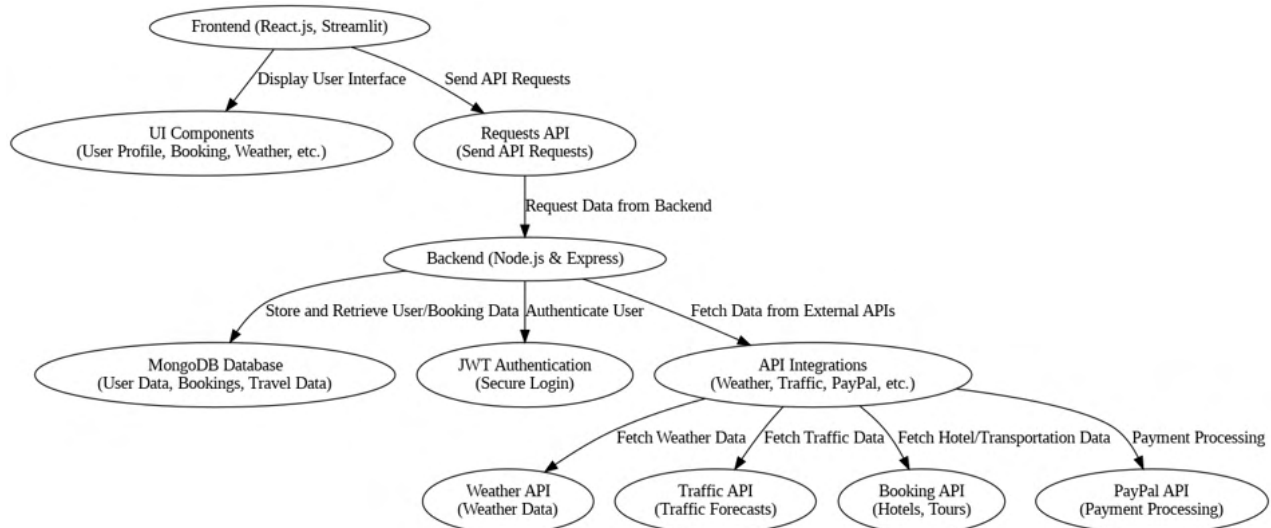 Frontend (React.js, Streamlit)
Display User Interface
Send API Requests
UI Components
(User Profile, Booking, Weather, etc.)
Requests API
(Send API Requests)
Request Data from Backend
Backend (Node.js & Express)
Store and Retrieve User/Booking Data
Authenticate User
Fetch Data from External APIs
MongoDB Database
(User Data, Bookings, Travel Data)
JWT Authentication
(Secure Login)
API Integrations
(Weather, Traffic, PayPal, etc.)
Fetch Weather Data
Fetch Traffic Data
Fetch Hotel/Transportation Data
Payment Processing
Weather API
(Weather Data)
Traffic API
(Traffic Forecasts)
Booking API
(Hotels, Tours)
PayPal API
(Payment Processing)